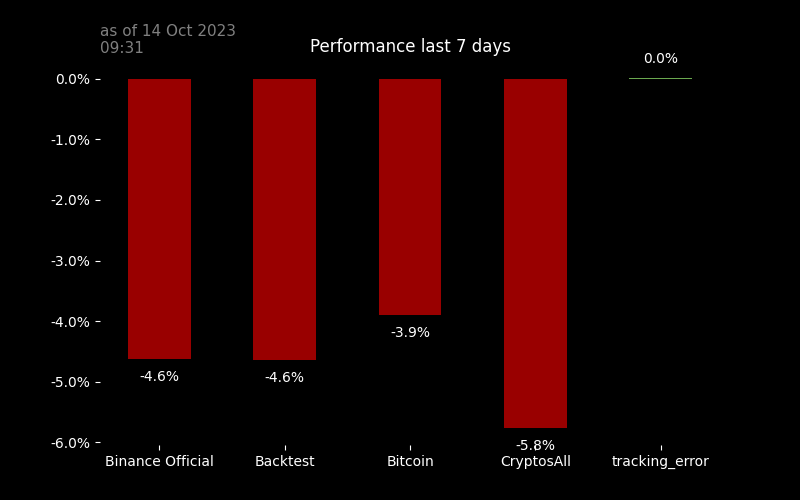 as of 14 Oct 2023
09:31
Performance last 7 days
0.0%
0.0%
-1.0%
-2.0%
-3.0%
-4.0%
-5.0%
-6.0%
-4.6%
-4.6%
-3.9%
-5.8%
Binance Official
Backtest
Bitcoin
CryptosAll
tracking_error